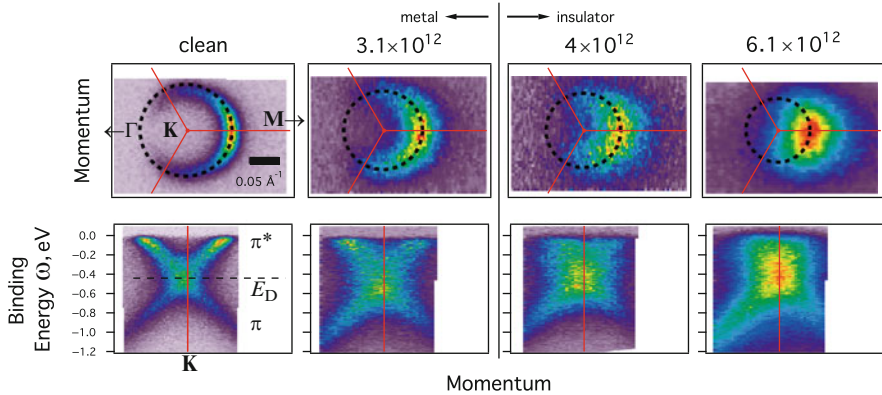 metal ← → insulator
clean 3.1×10¹² 4×10¹² 6.1×10¹²
Momentum
←Γ K M→
0.05 Å⁻¹
Binding
Energy ω, eV
0.0
-0.2
-0.4
-0.6
-0.8
-1.0
-1.2
π*
E_D
π
K
Momentum